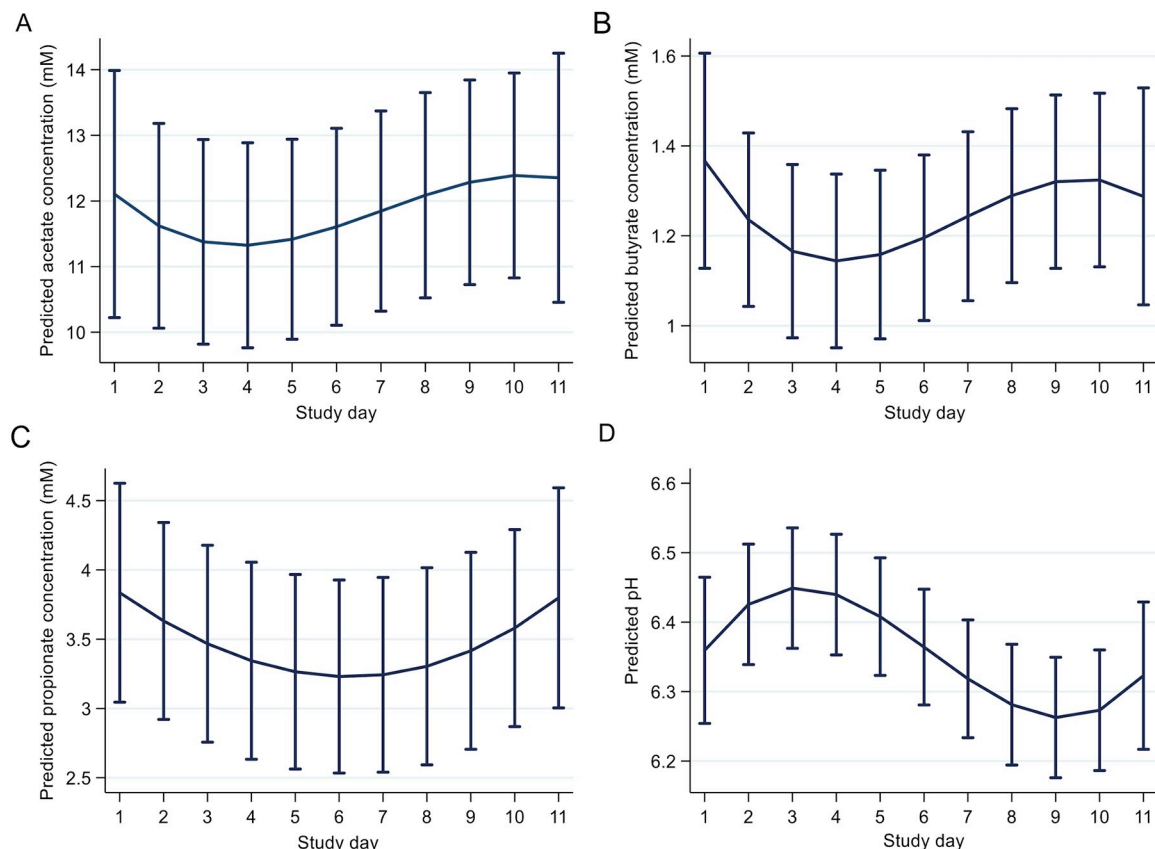 A
Predicted acetate concentration (mM)
14
13
12
11
10
1 2 3 4 5 6 7 8 9 10 11
Study day
B
Predicted butyrate concentration (mM)
1.6
1.4
1.2
1
1 2 3 4 5 6 7 8 9 10 11
Study day
C
Predicted propionate concentration (mM)
4.5
4
3.5
3
2.5
1 2 3 4 5 6 7 8 9 10 11
Study day
D
Predicted pH
6.6
6.5
6.4
6.3
6.2
1 2 3 4 5 6 7 8 9 10 11
Study day